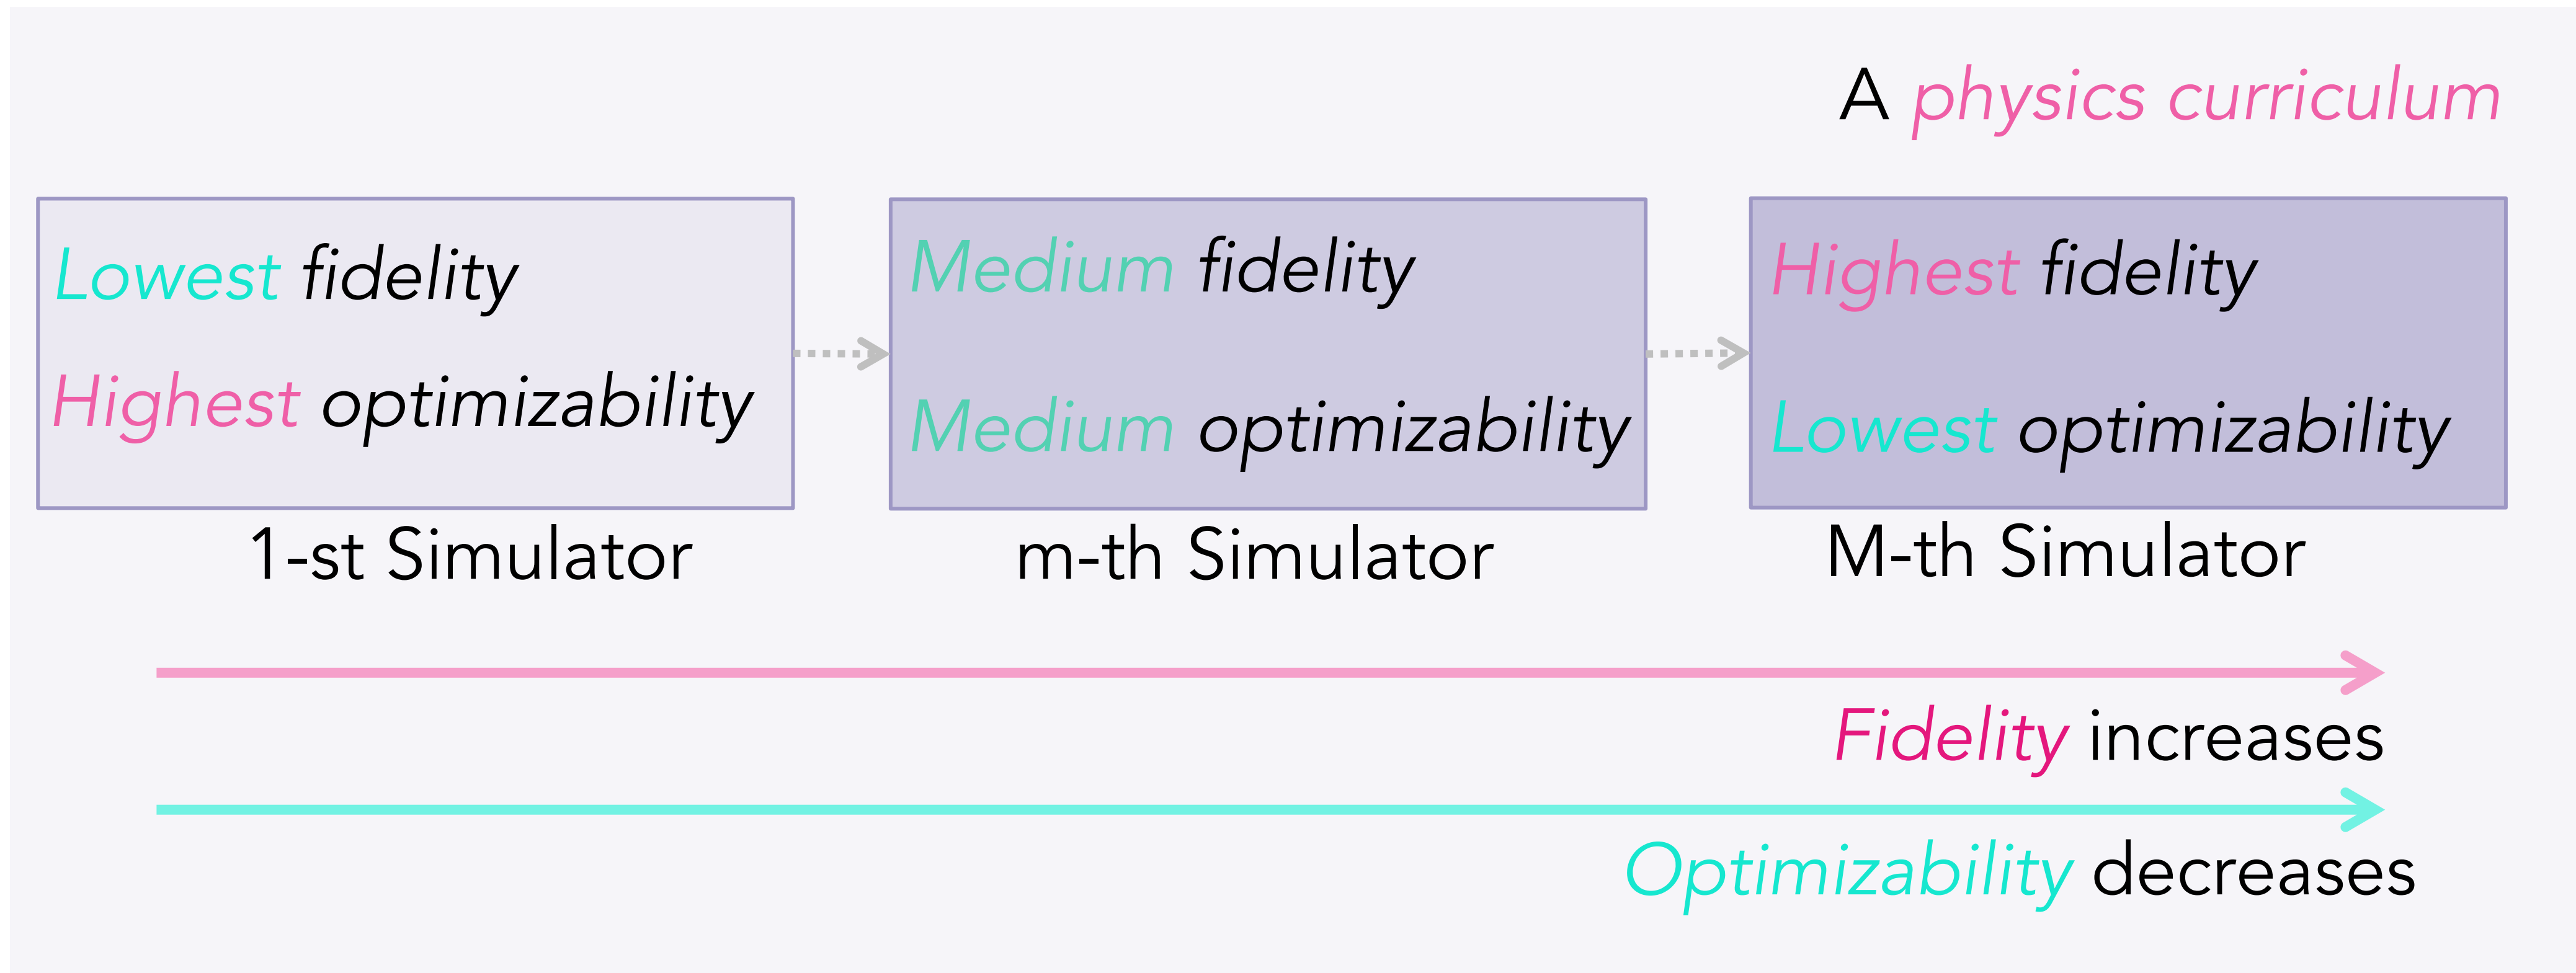 A physics curriculum
Lowest fidelity
Highest optimizability
1-st Simulator
Medium fidelity
Medium optimizability
m-th Simulator
Highest fidelity
Lowest optimizability
M-th Simulator
Fidelity increases
Optimizability decreases